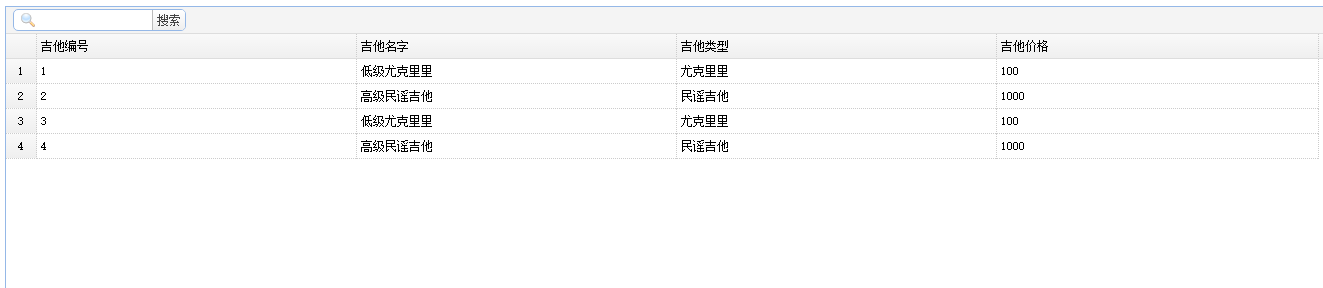 搜索
吉他编号 吉他名字 吉他类型 吉他价格
1 1 低级尤克里里 尤克里里 100
2 2 高级民谣吉他 民谣吉他 1000
3 3 低级尤克里里 尤克里里 100
4 4 高级民谣吉他 民谣吉他 1000